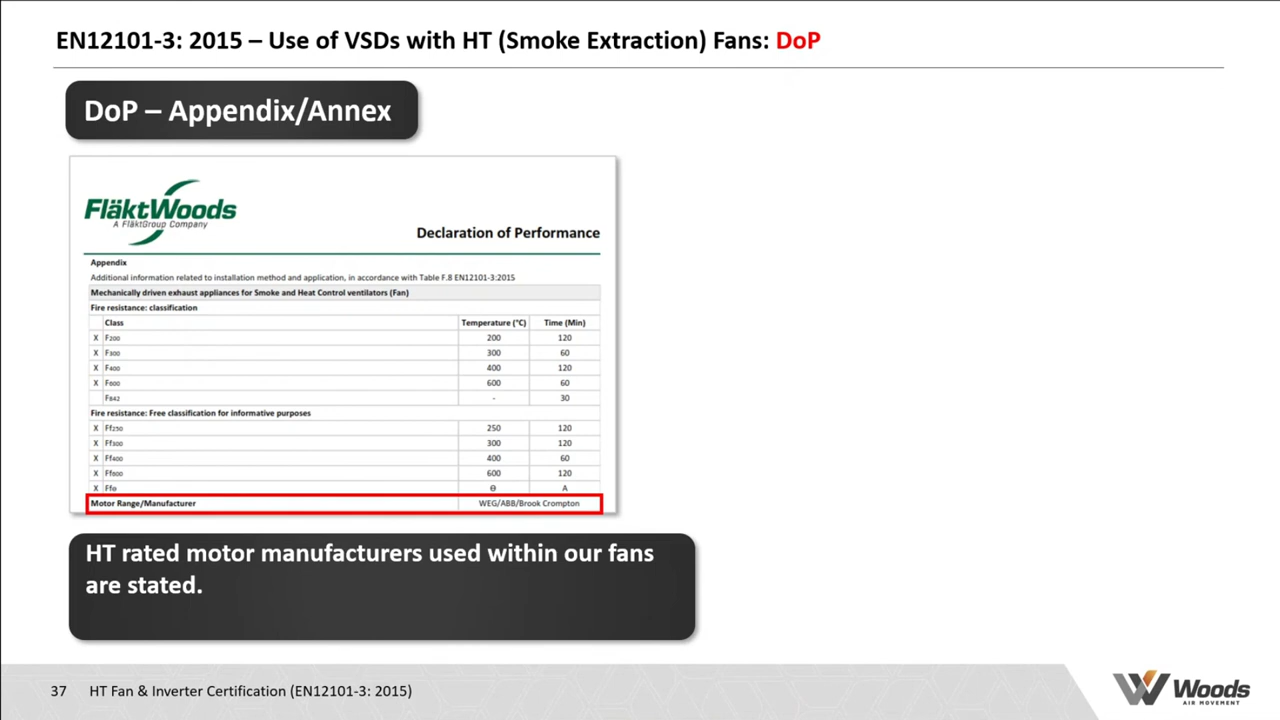 EN12101-3: 2015 – Use of VSDs with HT (Smoke Extraction) Fans: DoP
DoP – Appendix/Annex
FläktWoods
A FläktGroup Company
Declaration of Performance
Appendix
Additional information related to installation method and application, in accordance with Table F.8 EN12101-3:2015
Mechanically driven exhaust appliances for Smoke and Heat Control ventilators (Fan)
Fire resistance: classification
Class Temperature (°C) Time (Min)
X F200 200 120
X F300 300 60
X F400 400 120
X F600 600 60
F842 - 30
Fire resistance: Free classification for informative purposes
X Ff250 250 120
X Ff300 300 120
X Ff400 400 60
X Ff600 600 120
X Ffθ θ A
Motor Range/Manufacturer WEG/ABB/Brook Crompton
HT rated motor manufacturers used within our fans
are stated.
37 HT Fan & Inverter Certification (EN12101-3: 2015)
Woods
AIR MOVEMENT